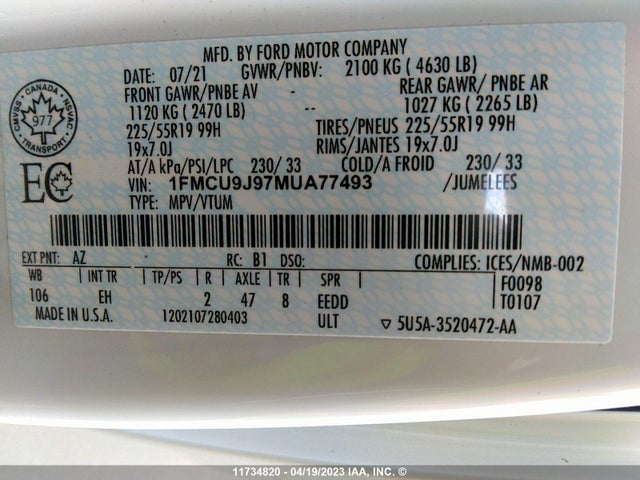 MFD. BY FORD MOTOR COMPANY
DATE: 07/21 GVWR/PNBV: 2100 KG ( 4630 LB)
FRONT GAWR/PNBE AV - REAR GAWR/ PNBE AR
1120 KG ( 2470 LB) -- 1027 KG ( 2265 LB)
225/55R19 99H TIRES/PNEUS 225/55R19 99H
19x7.0J RIMS/JANTES 19x7.0J
AT/A kPa/PSI/LPC 230/ 33 COLD/A FROID 230/ 33
VIN: 1FMCU9J97MUA77493 /JUMELEES
TYPE: MPV/VTUM
CANADA
CMVSS NSVAC
977
TRANSPORT
EC
EXT PNT: AZ RC: B1 DSO: COMPLIES: ICES/NMB-002
WB INT TR TP/PS R AXLE TR SPR F0098
106 EH 2 47 8 EEDD T0107
MADE IN U.S.A. 1202107280403 ULT ▽ 5U5A-3520472-AA
11734820 - 04/19/2023 IAA, INC. ©